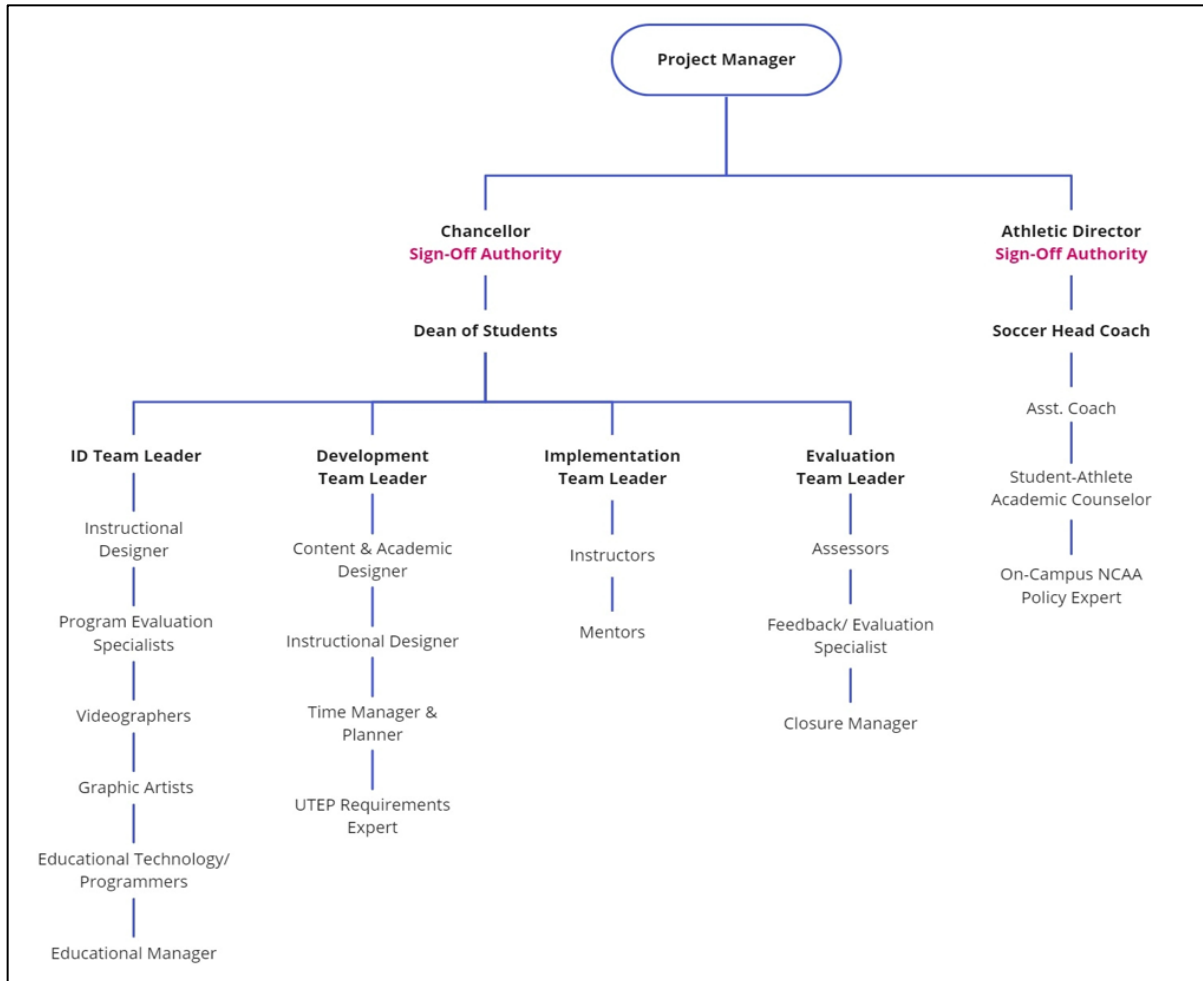 Project Manager
Chancellor
Sign-Off Authority
Athletic Director
Sign-Off Authority
Dean of Students
Soccer Head Coach
ID Team Leader
Instructional
Designer
Program Evaluation
Specialists
Videographers
Graphic Artists
Educational Technology/
Programmers
Educational Manager
Development
Team Leader
Content & Academic
Designer
Instructional Designer
Time Manager &
Planner
UTEP Requirements
Expert
Implementation
Team Leader
Instructors
Mentors
Evaluation
Team Leader
Assessors
Feedback/ Evaluation
Specialist
Closure Manager
Asst. Coach
Student-Athlete
Academic Counselor
On-Campus NCAA
Policy Expert